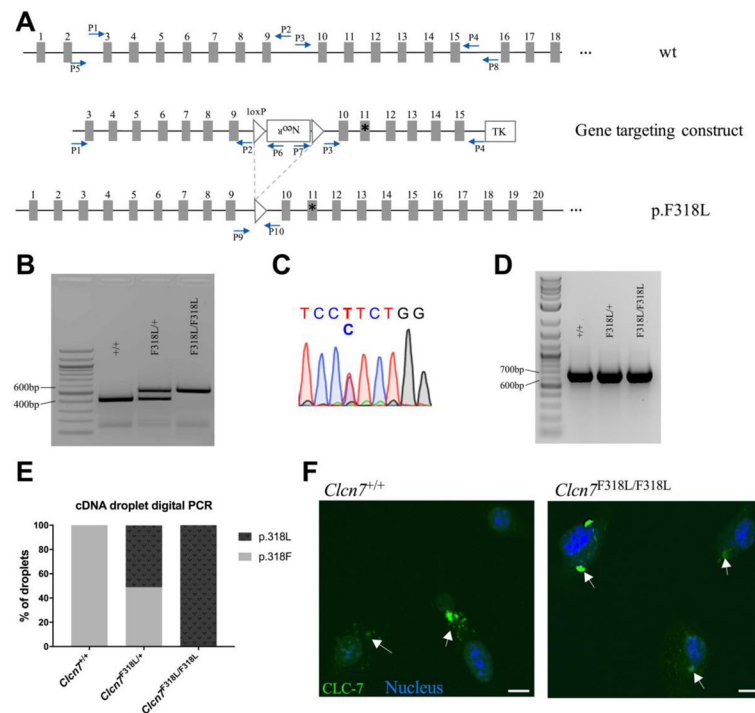 A
1 2 3 4 5 6 7 8 9 10 11 12 13 14 15 16 17 18 ...
P1 P2 P3 P4 P5 P8
wt
loxP
3 4 5 6 7 8 9 NeoR 10 11 12 13 14 15 TK
*
P1 P2 P6 P7 P3 P4
Gene targeting construct
1 2 3 4 5 6 7 8 9 10 11 12 13 14 15 16 17 18 19 20 ...
*
P9 P10
p.F318L
B
+/+
F318L/+
F318L/F318L
600bp
400bp
C
TCCTTCTGG
C
D
+/+
F318L/+
F318L/F318L
700bp
600bp
E
cDNA droplet digital PCR
% of droplets
100
80
60
40
20
0
p.318L
p.318F
Clcn7+/+
Clcn7F318L/+
Clcn7F318L/F318L
F
Clcn7+/+
Clcn7F318L/F318L
CLC-7 Nucleus